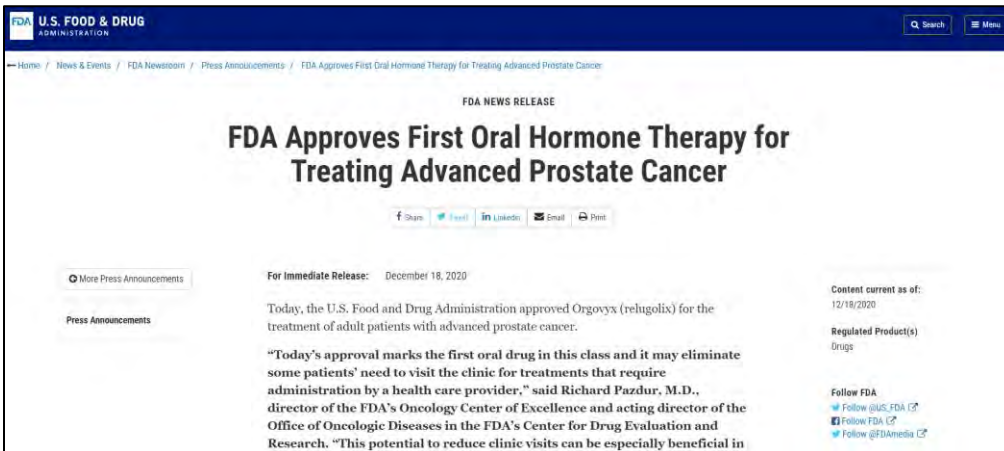 FDA U.S. FOOD & DRUG
ADMINISTRATION
Search
Menu
Home / News & Events / FDA Newsroom / Press Announcements / FDA Approves First Oral Hormone Therapy for Treating Advanced Prostate Cancer
FDA NEWS RELEASE
FDA Approves First Oral Hormone Therapy for
Treating Advanced Prostate Cancer
Share Tweet Linkedin Email Print
More Press Announcements
Press Announcements
For Immediate Release: December 18, 2020
Today, the U.S. Food and Drug Administration approved Orgovyx (relugolix) for the
treatment of adult patients with advanced prostate cancer.
“Today’s approval marks the first oral drug in this class and it may eliminate
some patients’ need to visit the clinic for treatments that require
administration by a health care provider,” said Richard Pazdur, M.D.,
director of the FDA’s Oncology Center of Excellence and acting director of the
Office of Oncologic Diseases in the FDA’s Center for Drug Evaluation and
Research. “This potential to reduce clinic visits can be especially beneficial in
Content current as of:
12/18/2020
Regulated Product(s)
Drugs
Follow FDA
Follow @US_FDA
Follow FDA
Follow @FDAmedia